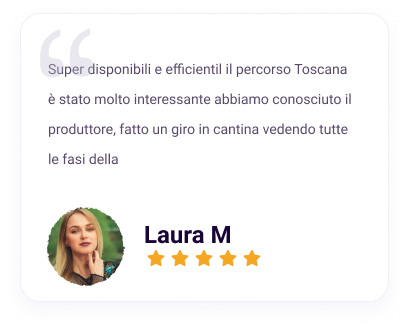 Super disponibili e efficientil il percorso Toscana
è stato molto interessante abbiamo conosciuto il
produttore, fatto un giro in cantina vedendo tutte
le fasi della
Laura M